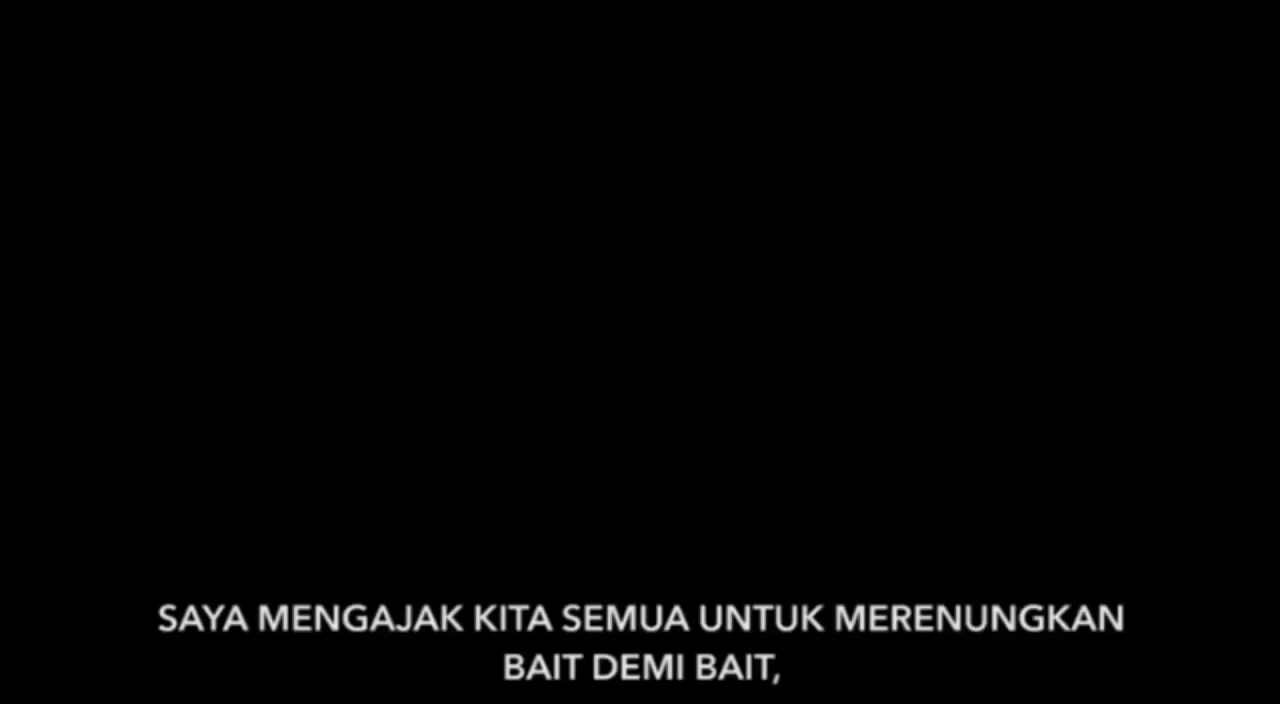 SAYA MENGAJAK KITA SEMUA UNTUK MERENUNGKAN
BAIT DEMI BAIT,